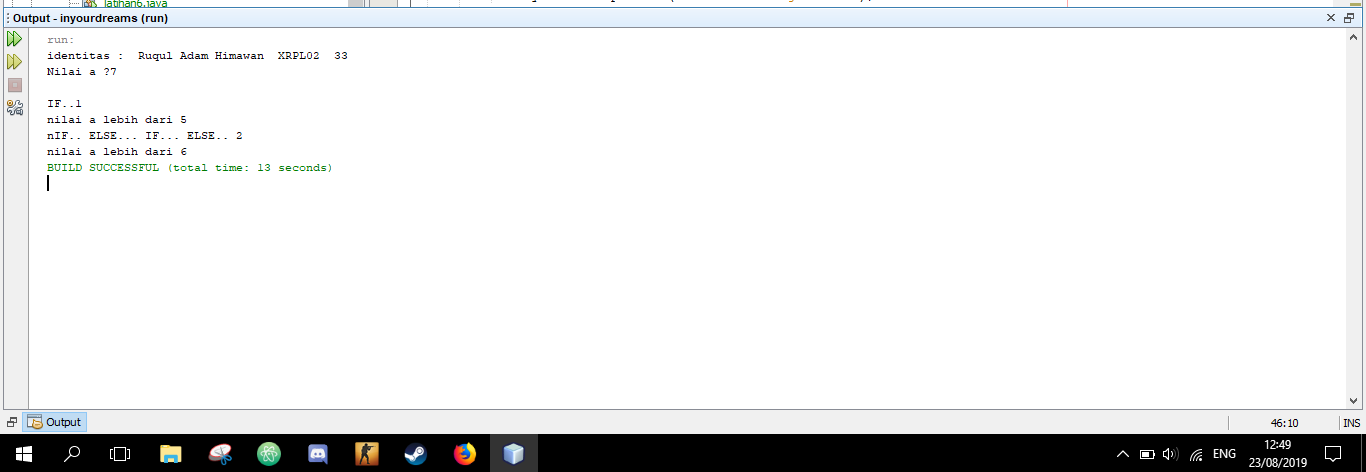 latihan6.java
Output - inyourdreams (run)
run:
identitas :  Ruqul Adam Himawan  XRPL02  33
Nilai a ?7
IF..1
nilai a lebih dari 5
nIF.. ELSE... IF... ELSE.. 2
nilai a lebih dari 6
BUILD SUCCESSFUL (total time: 13 seconds)
Output
46:10
INS
ENG
12:49
23/08/2019